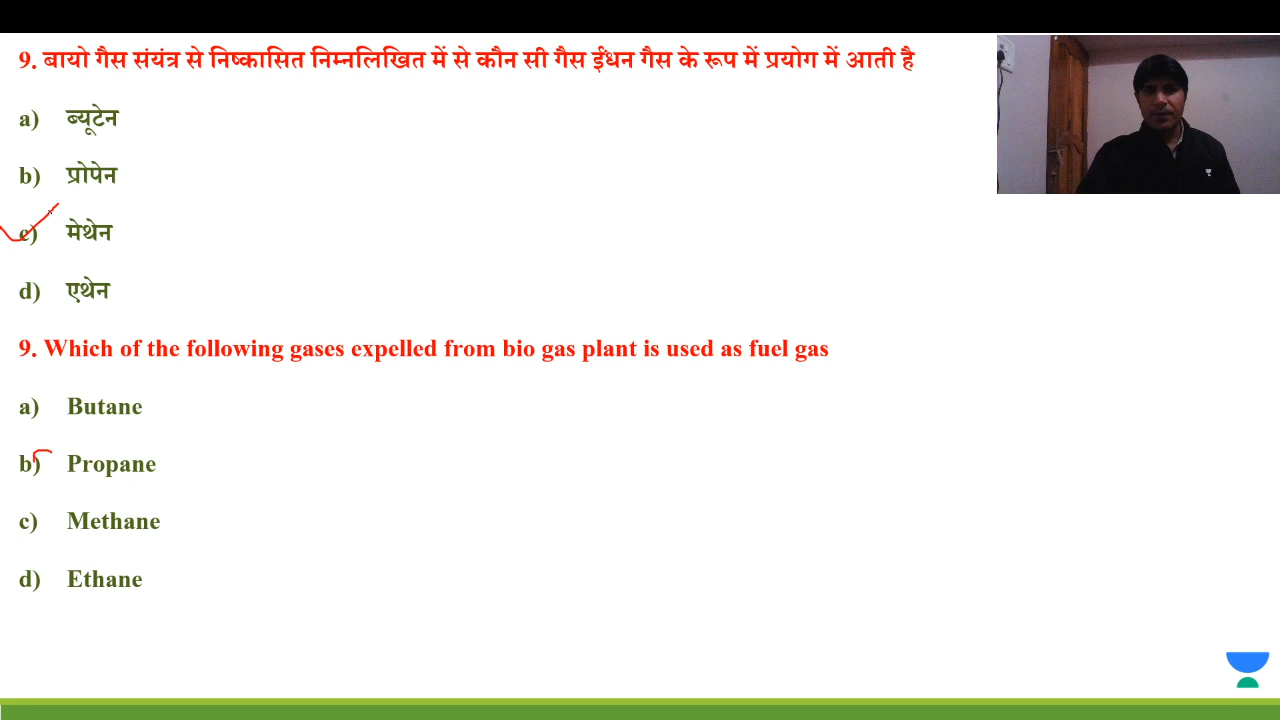 9. बायो गैस संयंत्र से निष्कासित निम्नलिखित में से कौन सी गैस ईंधन गैस के रूप में प्रयोग में आती है
a) ब्यूटेन
b) प्रोपेन
c) मेथेन
d) एथेन
9. Which of the following gases expelled from bio gas plant is used as fuel gas
a) Butane
b) Propane
c) Methane
d) Ethane